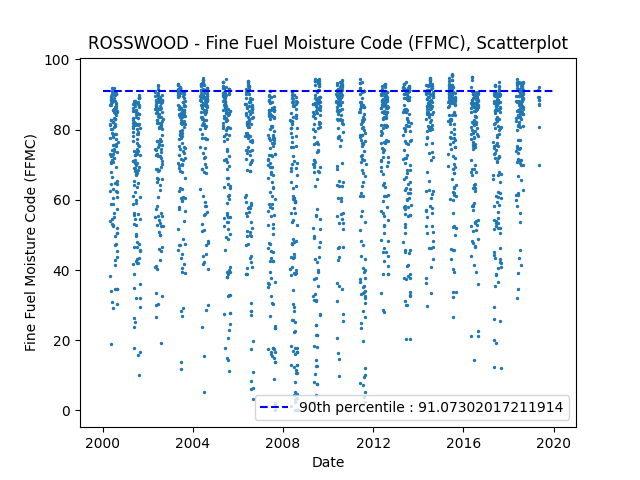 ROSSWOOD - Fine Fuel Moisture Code (FFMC), Scatterplot
100
80
60
40
20
0
Fine Fuel Moisture Code (FFMC)
90th percentile : 91.07302017211914
2000 2004 2008 2012 2016 2020
Date